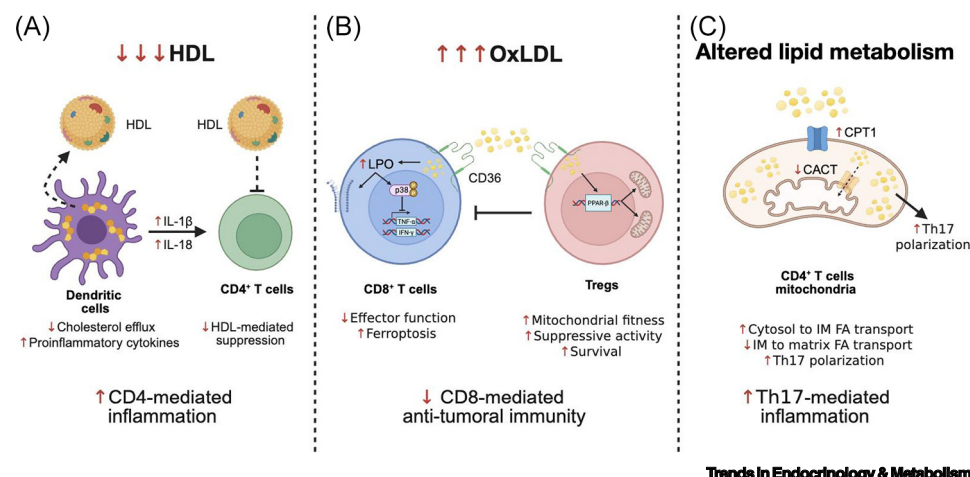 (A)
↓↓↓HDL
HDL
HDL
↑IL-1β
↑IL-18
Dendritic
cells
↓Cholesterol efflux
↑Proinflammatory cytokines
CD4⁺ T cells
↓HDL-mediated
suppression
↑CD4-mediated
inflammation
(B)
↑↑↑OxLDL
↑LPO
CD36
p38
TNF-α
IFN-γ
PPAR-β
CD8⁺ T cells
↓Effector function
↑Ferroptosis
Tregs
↑Mitochondrial fitness
↑Suppressive activity
↑Survival
↓ CD8-mediated
anti-tumoral immunity
(C)
Altered lipid metabolism
↑CPT1
↓CACT
↑Th17
polarization
CD4⁺ T cells
mitochondria
↑Cytosol to IM FA transport
↓IM to matrix FA transport
↑Th17 polarization
↑Th17-mediated
inflammation
Trends in Endocrinology & Metabolism